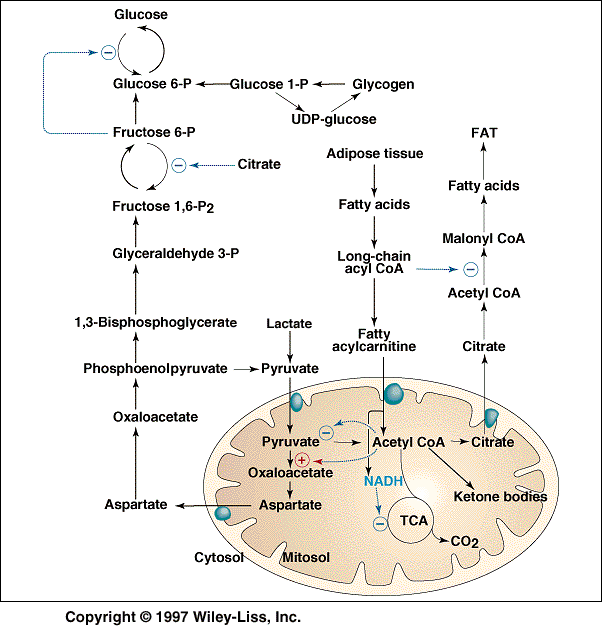 Glucose
Glucose 6-P
Glucose 1-P
Glycogen
UDP-glucose
Fructose 6-P
Citrate
Fructose 1,6-P2
Glyceraldehyde 3-P
1,3-Bisphosphoglycerate
Phosphoenolpyruvate
Oxaloacetate
Aspartate
Lactate
Pyruvate
Adipose tissue
Fatty acids
Long-chain
acyl CoA
Fatty
acylcarnitine
FAT
Fatty acids
Malonyl CoA
Acetyl CoA
Citrate
Pyruvate
Acetyl CoA
Citrate
Oxaloacetate
NADH
Ketone bodies
Aspartate
TCA
CO2
Cytosol
Mitosol
Copyright © 1997 Wiley-Liss, Inc.